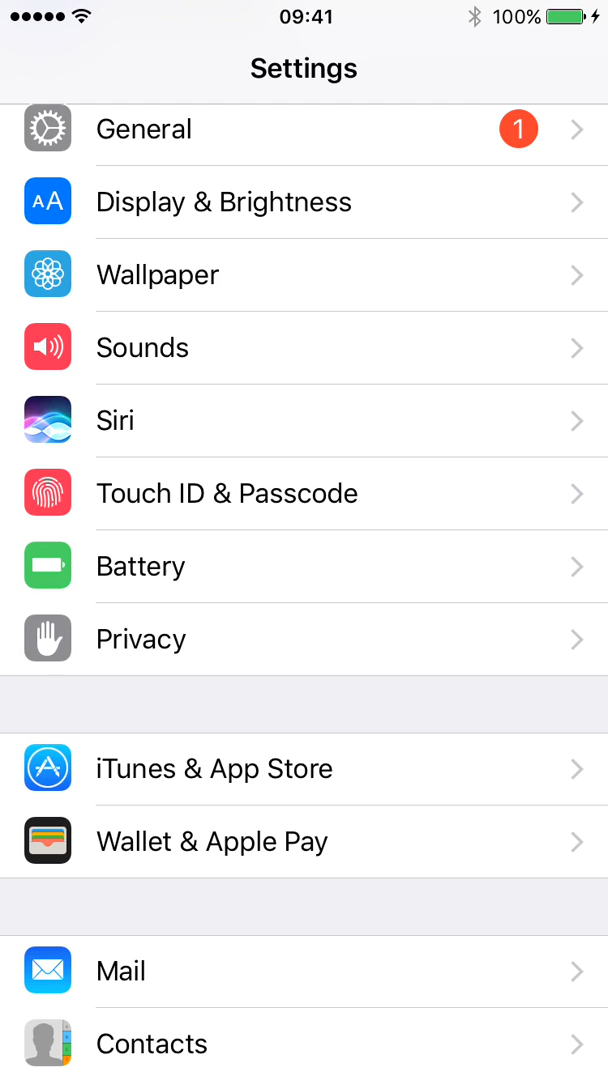 09:41 100%
Settings
General 1
AA Display & Brightness
Wallpaper
Sounds
Siri
Touch ID & Passcode
Battery
Privacy
iTunes & App Store
Wallet & Apple Pay
Mail
Contacts